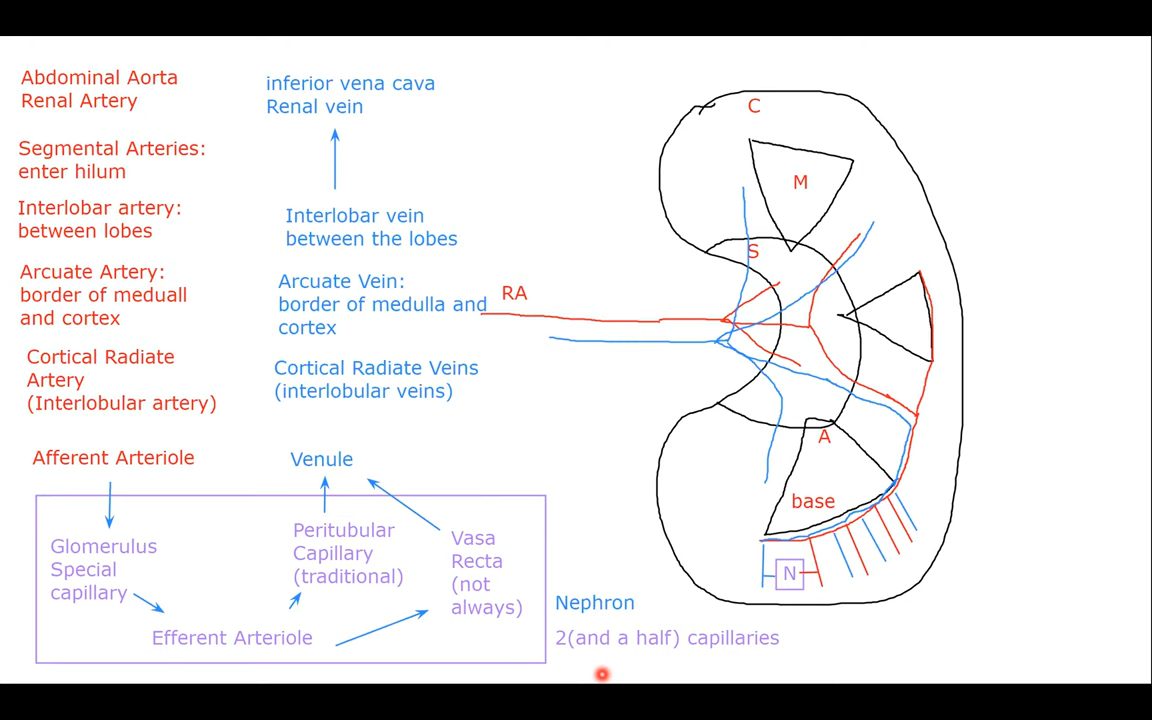 Abdominal Aorta
Renal Artery
Segmental Arteries:
enter hilum
Interlobar artery:
between lobes
Arcuate Artery:
border of meduall
and cortex
Cortical Radiate
Artery
(Interlobular artery)
Afferent Arteriole
Glomerulus
Special
capillary
Efferent Arteriole
inferior vena cava
Renal vein
Interlobar vein
between the lobes
Arcuate Vein:
border of medulla and
cortex
Cortical Radiate Veins
(interlobular veins)
Venule
Peritubular
Capillary
(traditional)
Vasa
Recta
(not
always)
Nephron
2(and a half) capillaries
RA
C
M
S
A
base
N